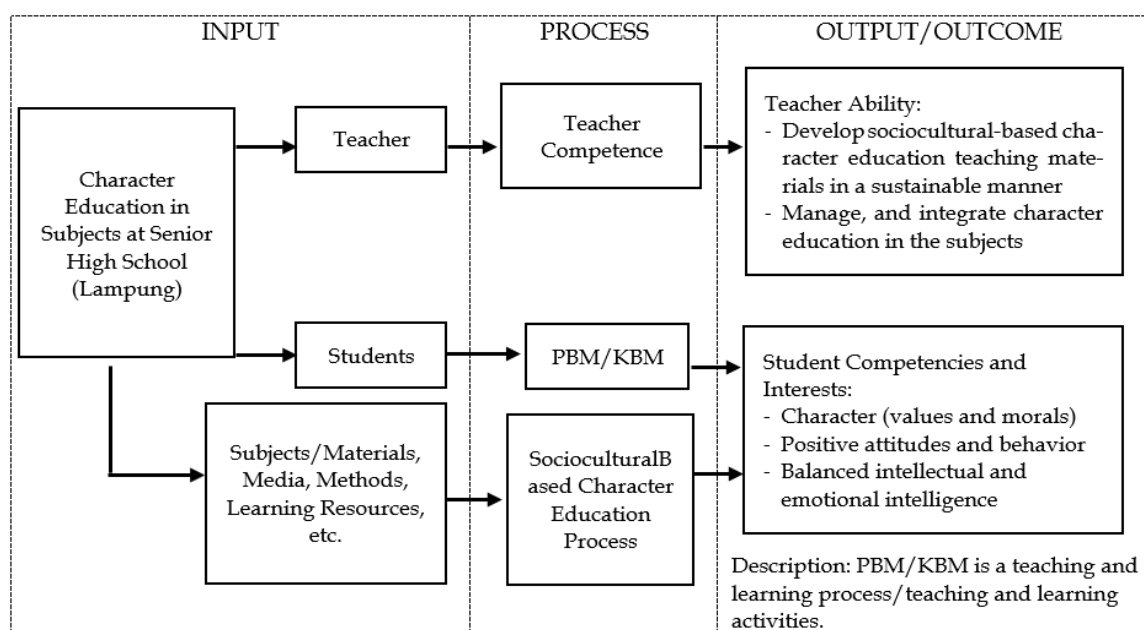 INPUT
PROCESS
OUTPUT/OUTCOME
Character
Education in
Subjects at Senior
High School
(Lampung)
Teacher
Teacher
Competence
Teacher Ability:
- Develop sociocultural-based cha-
racter education teaching mate-
rials in a sustainable manner
- Manage, and integrate character
education in the subjects
Students
PBM/KBM
Student Competencies and
Interests:
- Character (values and morals)
- Positive attitudes and behavior
- Balanced intellectual and
emotional intelligence
Subjects/Materials,
Media, Methods,
Learning Resources,
etc.
SocioculturalB
ased Character
Education
Process
Description: PBM/KBM is a teaching and
learning process/teaching and learning
activities.